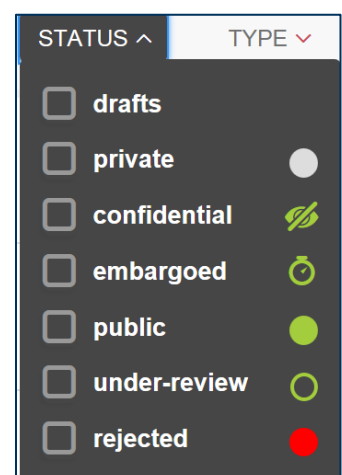 STATUS TYPE
drafts
private
confidential
embargoed
public
under-review
rejected